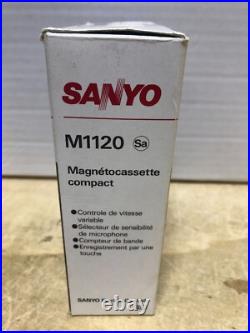 SANYO
M1120 Sa
Magnétocassette
compact
●Controle de vitesse
variable
●Sélecteur de sensibilité
de microphone
●Compteur de bande
●Enregistrement par une
touche
SANYO